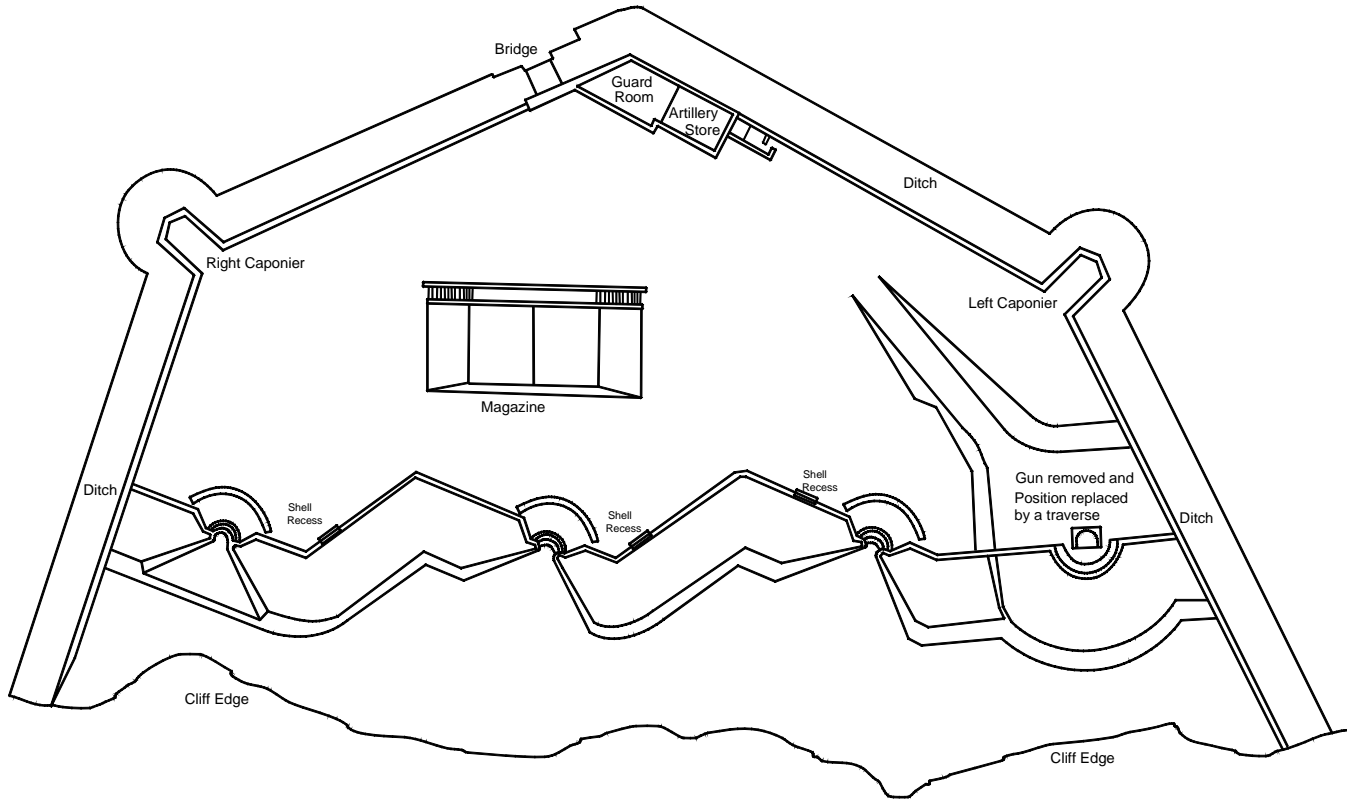 Bridge
Guard
Room
Artillery
Store
Ditch
Right Caponier
Left Caponier
Magazine
Shell
Recess
Gun removed and
Position replaced
by a traverse
Ditch
Shell
Recess
Shell
Recess
Ditch
Cliff Edge
Cliff Edge